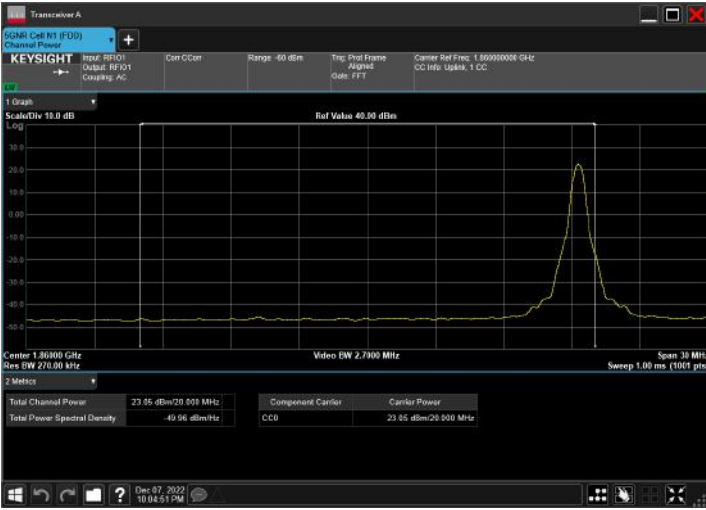 Transceiver A
5GNR Cell N1 (FDD)
Channel Power
KEYSIGHT
Input: RFIO1
Output: RFIO1
Coupling: AC
Corr CCorr
Range: -60 dBm
Trig: Prot Frame
Aligned
Gate: FFT
Carrier Ref Freq: 1.860000000 GHz
CC Info: Uplink, 1 CC
1 Graph
Scale/Div 10.0 dB
Ref Value 40.00 dBm
Log
30.0
20.0
10.0
0.00
-10.0
-20.0
-30.0
-40.0
-50.0
Center 1.86000 GHz
Video BW 2.7000 MHz
Span 30 MHz
Res BW 270.00 kHz
Sweep 1.00 ms (1001 pts
2 Metrics
Total Channel Power 23.05 dBm/20.000 MHz
Total Power Spectral Density -49.96 dBm/Hz
Component Carrier Carrier Power
CC0 23.05 dBm/20.000 MHz
?
Dec 07, 2022
10:04:51 PM